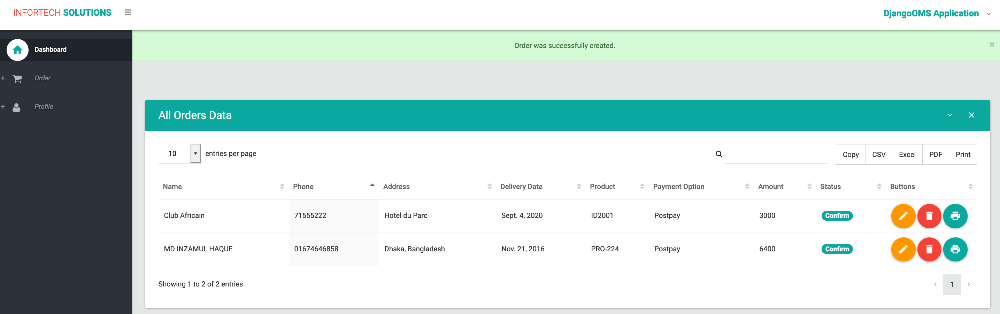 INFORTECH SOLUTIONS
DjangoOMS Application
Dashboard
Order was successfully created.
×
+ Order
+ Profile
All Orders Data
10 entries per page
Copy CSV Excel PDF Print
Name Phone Address Delivery Date Product Payment Option Amount Status Buttons
Club Africain 71555222 Hotel du Parc Sept. 4, 2020 ID2001 Postpay 3000 Confirm
MD INZAMUL HAQUE 01674646858 Dhaka, Bangladesh Nov. 21, 2016 PRO-224 Postpay 6400 Confirm
Showing 1 to 2 of 2 entries
‹ 1 ›